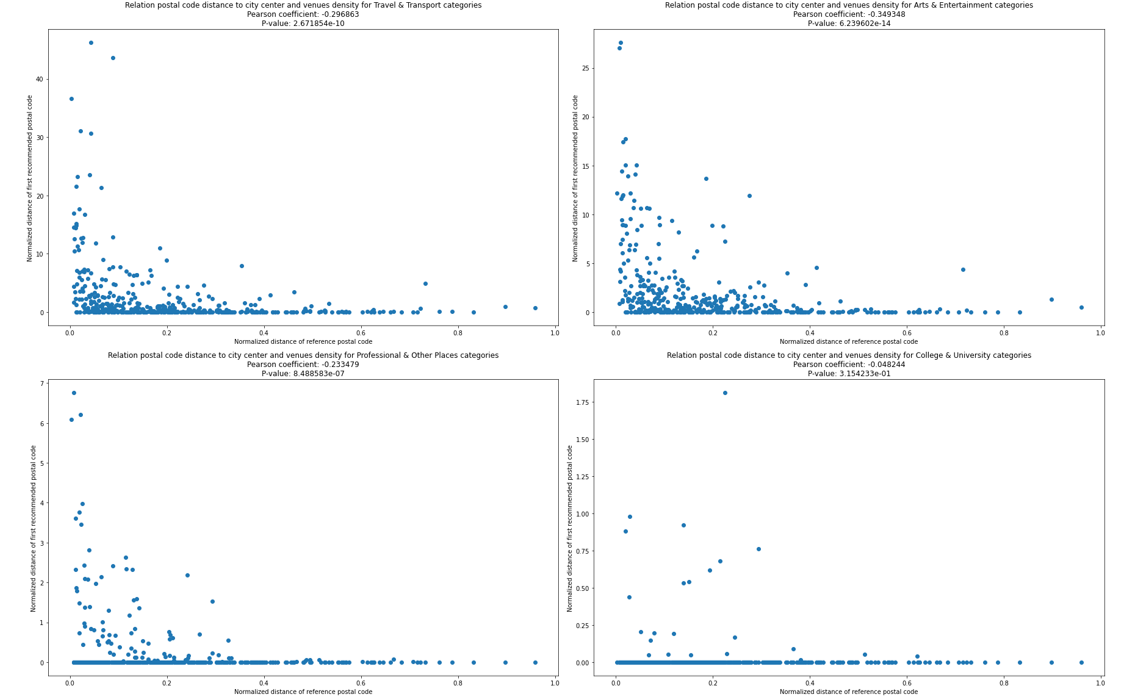 Relation postal code distance to city center and venues density for Travel & Transport categories
Pearson coefficient: -0.296863
P-value: 2.671854e-10
Normalized distance of first recommended postal code
40
30
20
10
0
0.0 0.2 0.4 0.6 0.8 1.0
Normalized distance of reference postal code
Relation postal code distance to city center and venues density for Arts & Entertainment categories
Pearson coefficient: -0.349348
P-value: 6.239602e-14
Normalized distance of first recommended postal code
25
20
15
10
5
0
0.0 0.2 0.4 0.6 0.8 1.0
Normalized distance of reference postal code
Relation postal code distance to city center and venues density for Professional & Other Places categories
Pearson coefficient: -0.233479
P-value: 8.488583e-07
Normalized distance of first recommended postal code
7
6
5
4
3
2
1
0
0.0 0.2 0.4 0.6 0.8 1.0
Normalized distance of reference postal code
Relation postal code distance to city center and venues density for College & University categories
Pearson coefficient: -0.048244
P-value: 3.154233e-01
Normalized distance of first recommended postal code
1.75
1.50
1.25
1.00
0.75
0.50
0.25
0.00
0.0 0.2 0.4 0.6 0.8 1.0
Normalized distance of reference postal code